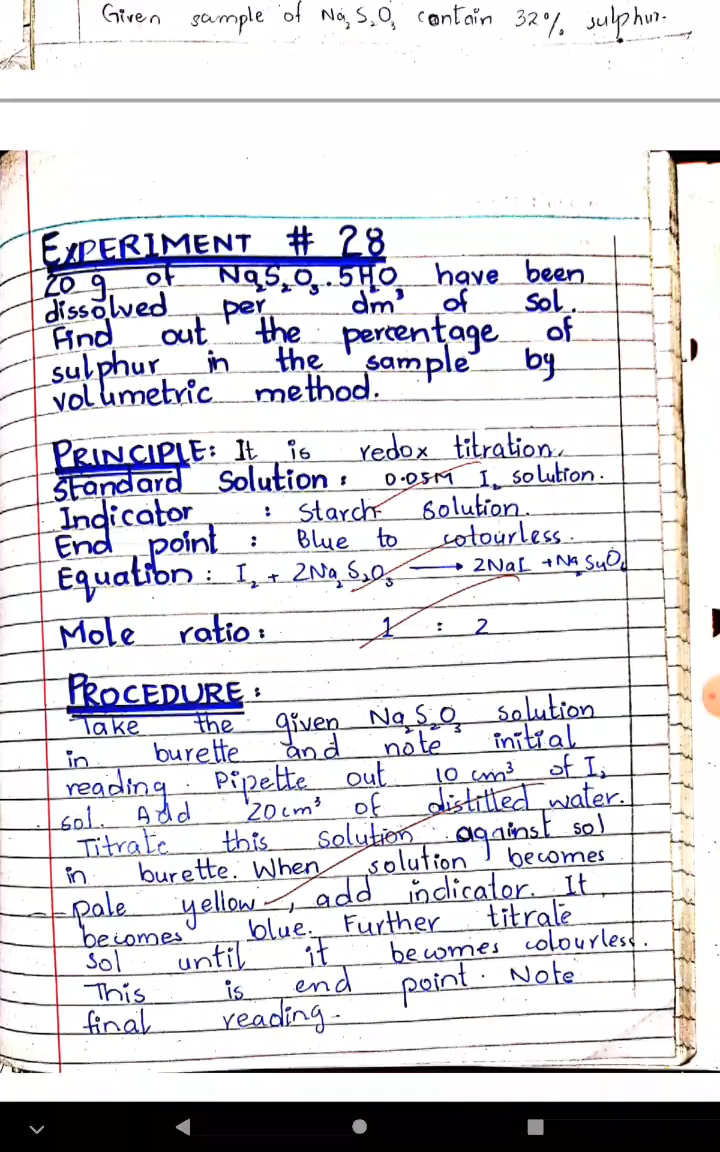 Given sample of Na₂S₂O₃ contain 32% sulphur.
EXPERIMENT # 28
20 g of Na₂S₂O₃.5H₂O have been
dissolved per dm³ of sol.
Find out the percentage of
sulphur in the sample by
volumetric method.
PRINCIPLE: It is redox titration.
Standard Solution: 0.05M I₂ solution.
Indicator : Starch Solution.
End point : Blue to colourless.
Equation: I₂ + 2Na₂S₂O₃ → 2NaI + Na₂S₄O₆
Mole ratio: 1 : 2
PROCEDURE:
Take the given Na₂S₂O₃ solution
in burette and note initial
reading. Pipette out 10 cm³ of I₂
sol. Add 20cm³ of distilled water.
Titrate this solution against sol
in burette. When solution becomes
pale yellow, add indicator. It
becomes blue. Further titrate
sol until it becomes colourless.
This is end point. Note
final reading.